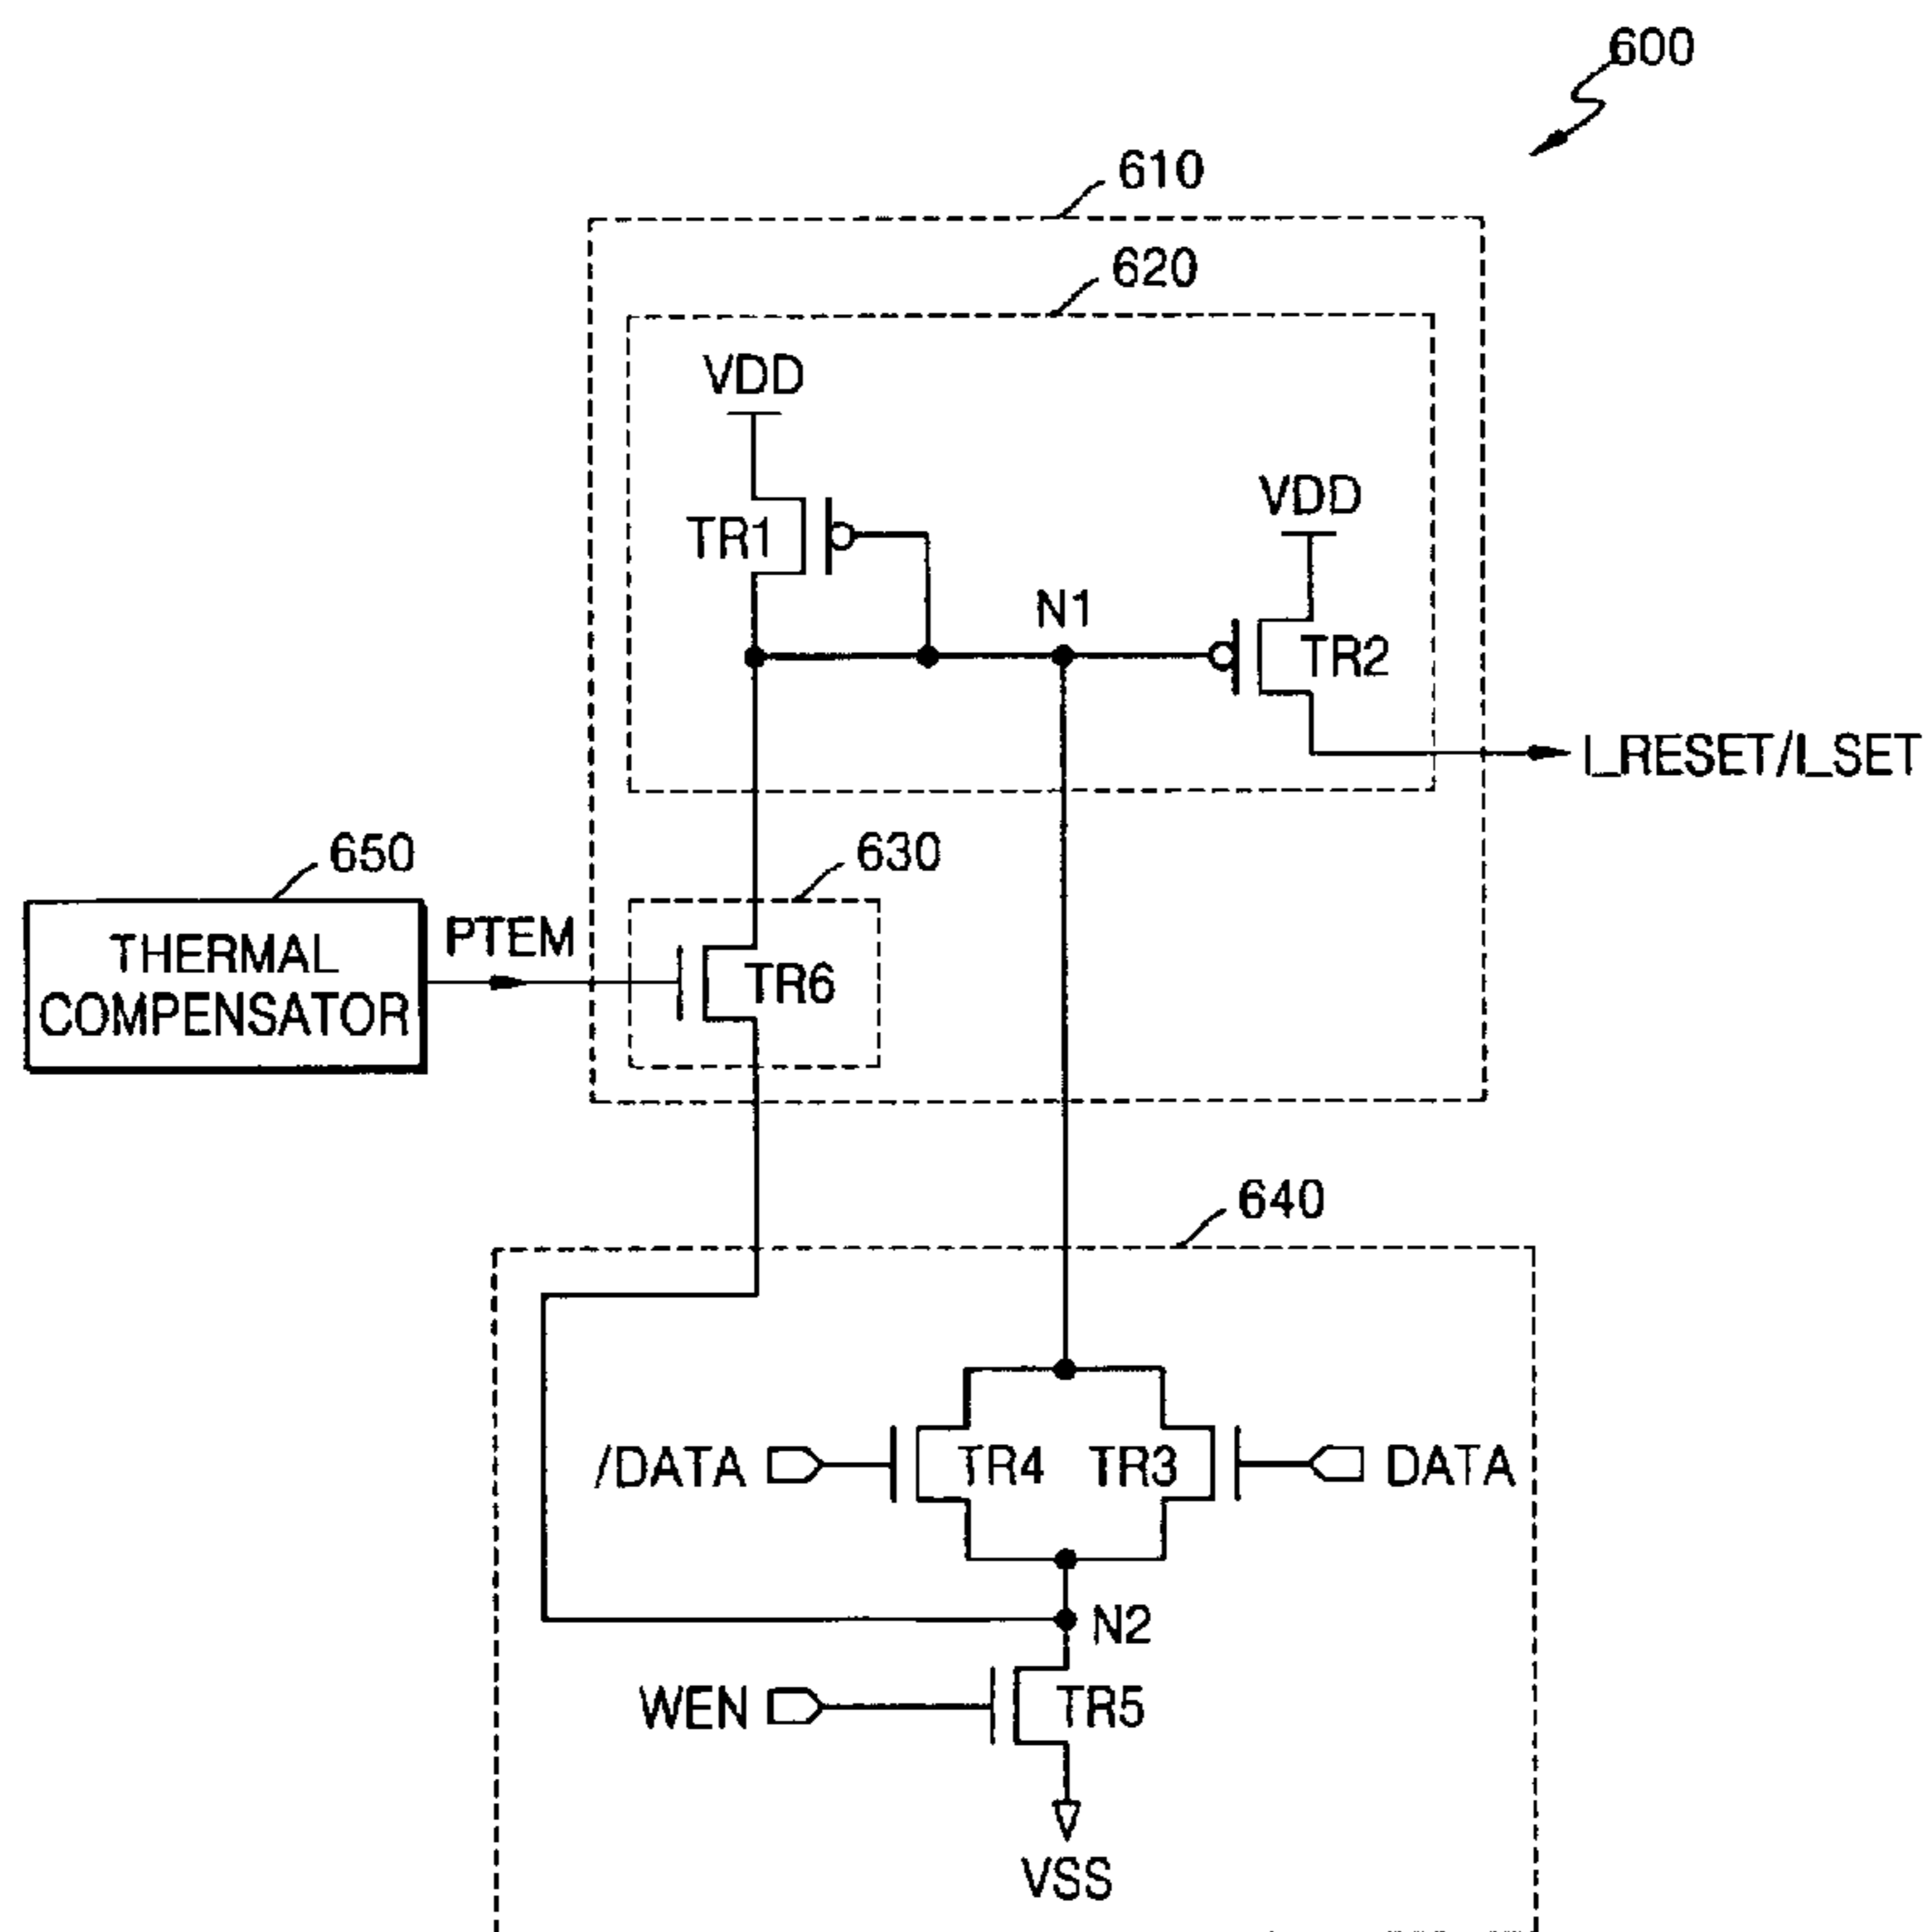 600
610
620
VDD
VDD
TR1
N1
TR2
I_RESET/I_SET
650
630
THERMAL
COMPENSATOR
PTEM
TR6
640
/DATA
TR4
TR3
DATA
N2
WEN
TR5
VSS